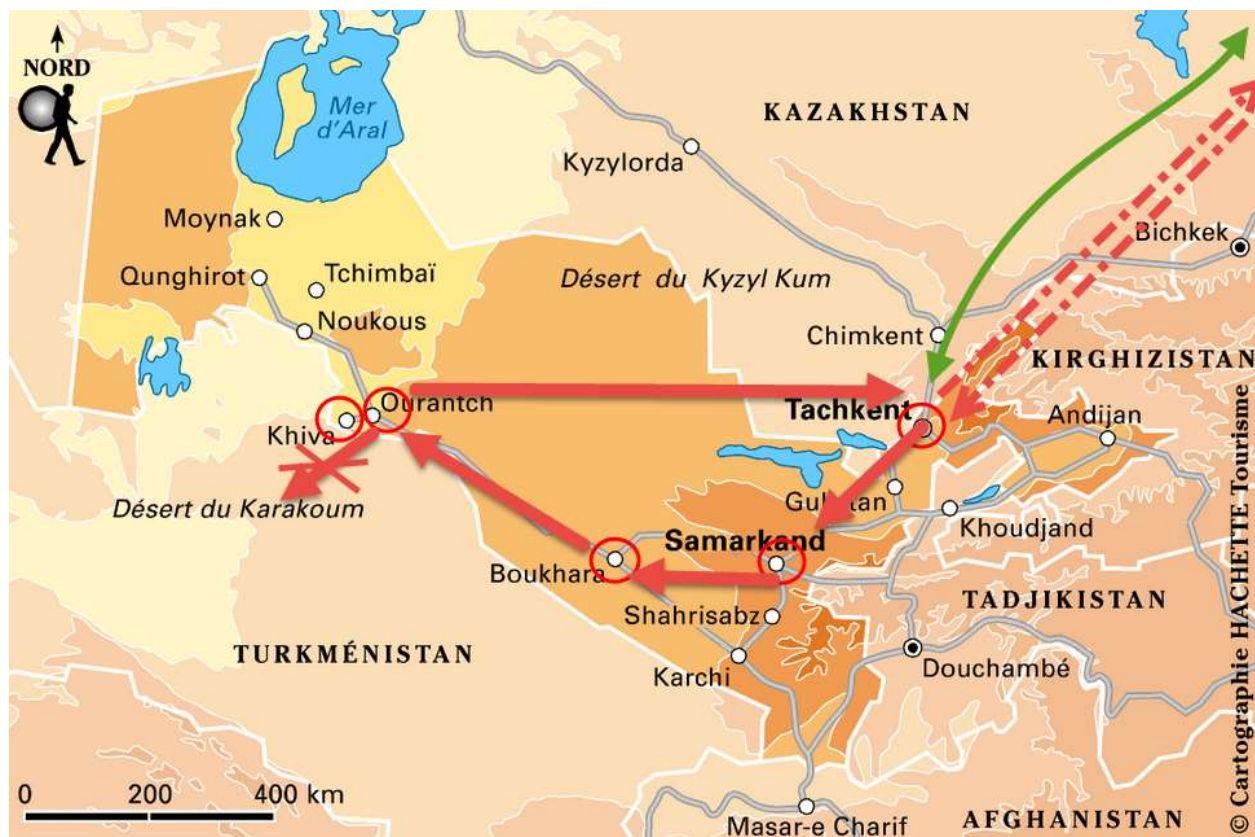 NORD
Mer
d'Aral
KAZAKHSTAN
Kyzylorda
Moynak
Bichkek
Qunghirot
Tchimbaï
Désert du Kyzyl Kum
Noukous
Chimkent
KIRGHIZISTAN
Ourantch
Tachkent
Andijan
Khiva
Désert du Karakoum
Khoudjand
Samarkand
Boukhara
Shahrisabz
TADJIKISTAN
TURKMÉNISTAN
Karchi
Douchambé
0 200 400 km
Masar-e Charif
AFGHANISTAN
© Cartographie HACHETTE Tourisme